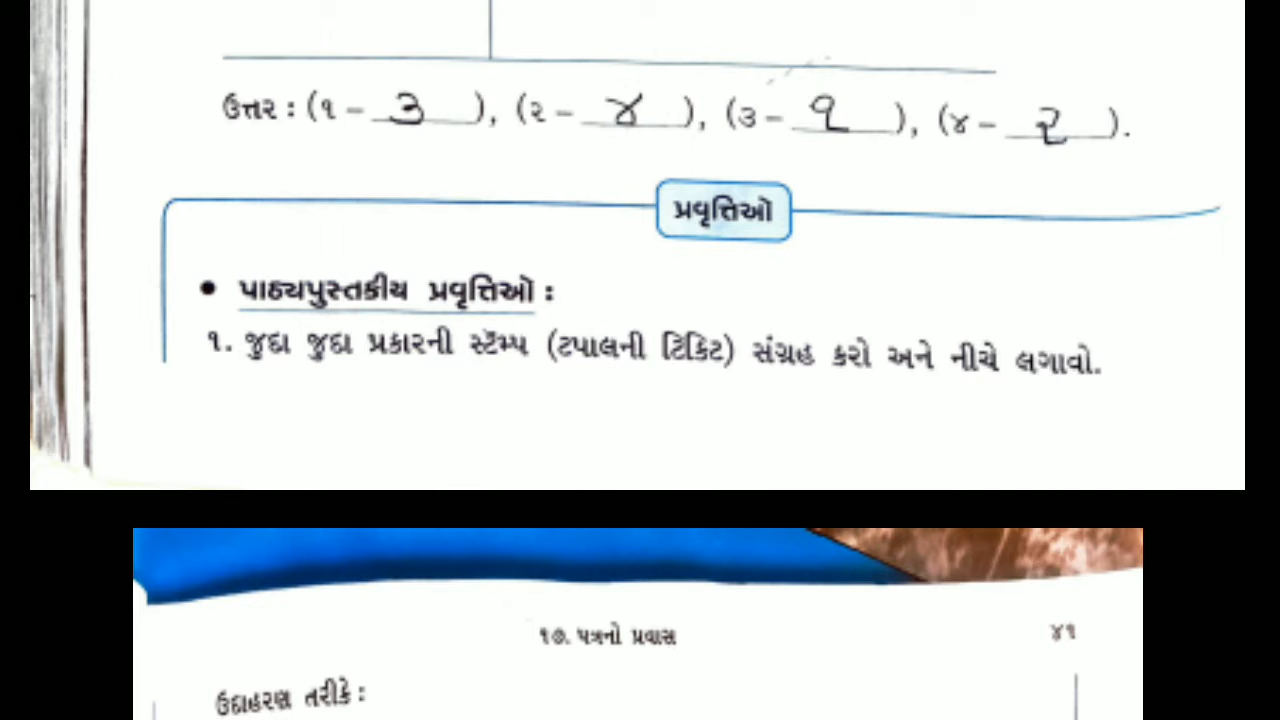 ઉત્તર : (૧ – ૩ ), (૨ – ૪ ), (૩ – ૧ ), (૪ – ૨ ).
પ્રવૃત્તિઓ
• પાઠ્યપુસ્તકીય પ્રવૃત્તિઓ :
૧. જુદા જુદા પ્રકારની સ્ટૅમ્પ (ટપાલની ટિકિટ) સંગ્રહ કરો અને નીચે લગાવો.
૧૭. પત્રનો પ્રવાસ ૪૧
ઉદાહરણ તરીકે :